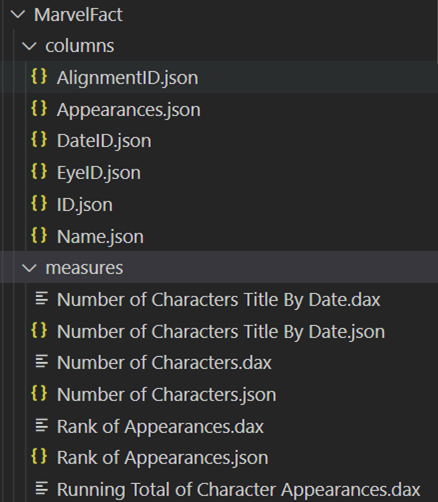 MarvelFact
columns
{} AlignmentID.json
{} Appearances.json
{} DateID.json
{} EyeID.json
{} ID.json
{} Name.json
measures
Number of Characters Title By Date.dax
{} Number of Characters Title By Date.json
Number of Characters.dax
{} Number of Characters.json
Rank of Appearances.dax
{} Rank of Appearances.json
Running Total of Character Appearances.dax